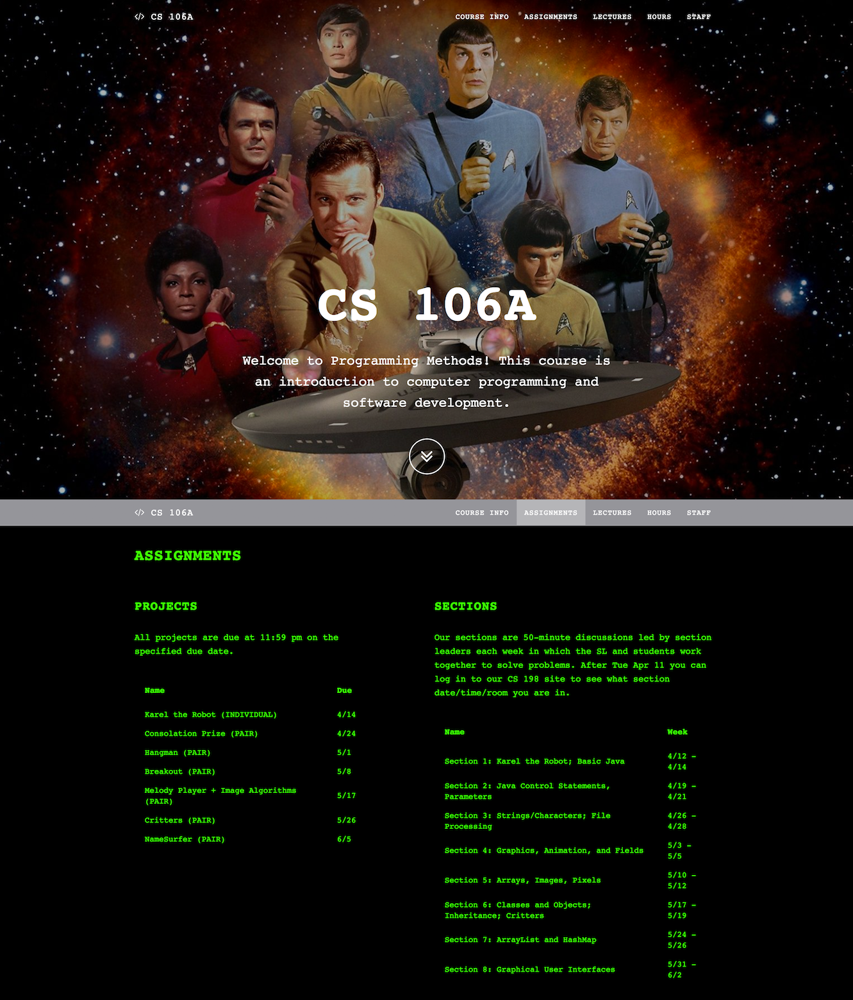 </> CS 106A COURSE INFO ASSIGNMENTS LECTURES HOURS STAFF
CS 106A
Welcome to Programming Methods! This course is
an introduction to computer programming and
software development.
</> CS 106A COURSE INFO ASSIGNMENTS LECTURES HOURS STAFF
ASSIGNMENTS
PROJECTS
All projects are due at 11:59 pm on the
specified due date.
Name Due
Karel the Robot (INDIVIDUAL) 4/14
Consolation Prize (PAIR) 4/24
Hangman (PAIR) 5/1
Breakout (PAIR) 5/8
Melody Player + Image Algorithms
(PAIR) 5/17
Critters (PAIR) 5/26
NameSurfer (PAIR) 6/5
SECTIONS
Our sections are 50-minute discussions led by section
leaders each week in which the SL and students work
together to solve problems. After Tue Apr 11 you can
log in to our CS 198 site to see what section
date/time/room you are in.
Name Week
Section 1: Karel the Robot; Basic Java 4/12 -
4/14
Section 2: Java Control Statements, 4/19 -
Parameters 4/21
Section 3: Strings/Characters; File 4/26 -
Processing 4/28
Section 4: Graphics, Animation, and Fields 5/3 -
5/5
Section 5: Arrays, Images, Pixels 5/10 -
5/12
Section 6: Classes and Objects; 5/17 -
Inheritance; Critters 5/19
Section 7: ArrayList and HashMap 5/24 -
5/26
Section 8: Graphical User Interfaces 5/31 -
6/2